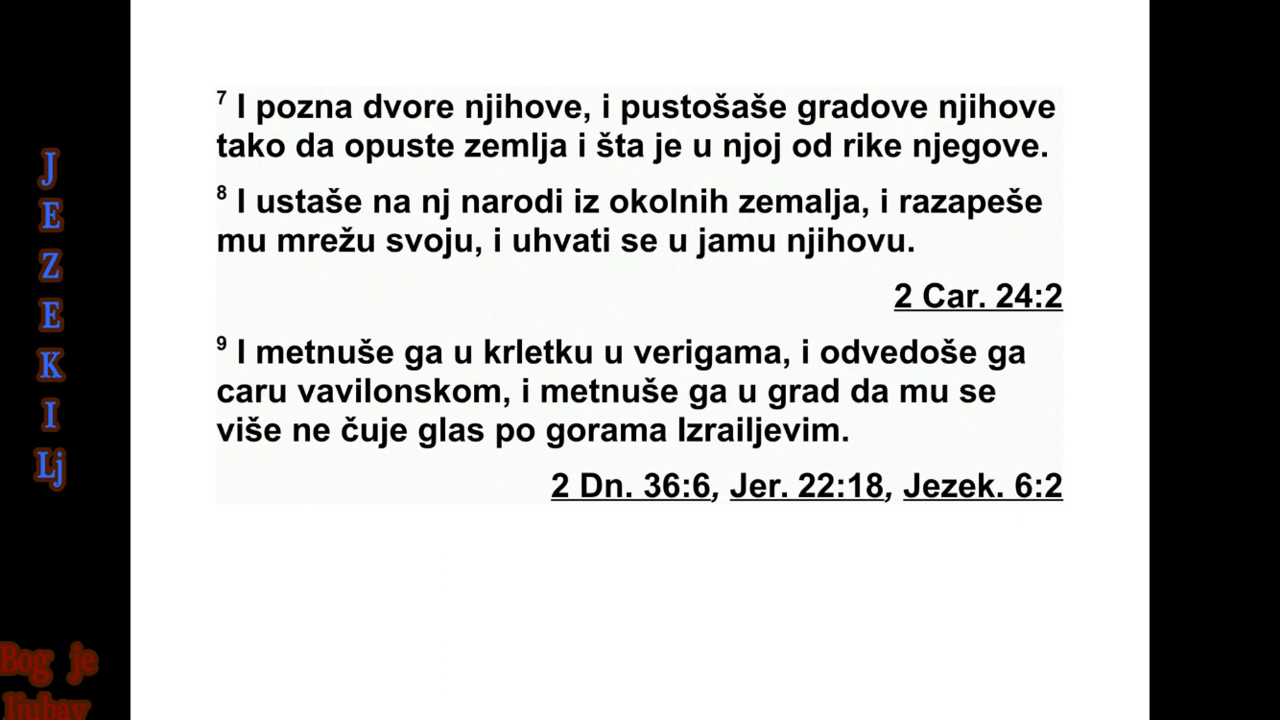 J
E
Z
E
K
I
Lj
Bog je
ljubav
7 I pozna dvore njihove, i pustošaše gradove njihove
tako da opuste zemlja i šta je u njoj od rike njegove.
8 I ustaše na nj narodi iz okolnih zemalja, i razapeše
mu mrežu svoju, i uhvati se u jamu njihovu.
2 Car. 24:2
9 I metnuše ga u krletku u verigama, i odvedoše ga
caru vavilonskom, i metnuše ga u grad da mu se
više ne čuje glas po gorama Izrailjevim.
2 Dn. 36:6, Jer. 22:18, Jezek. 6:2